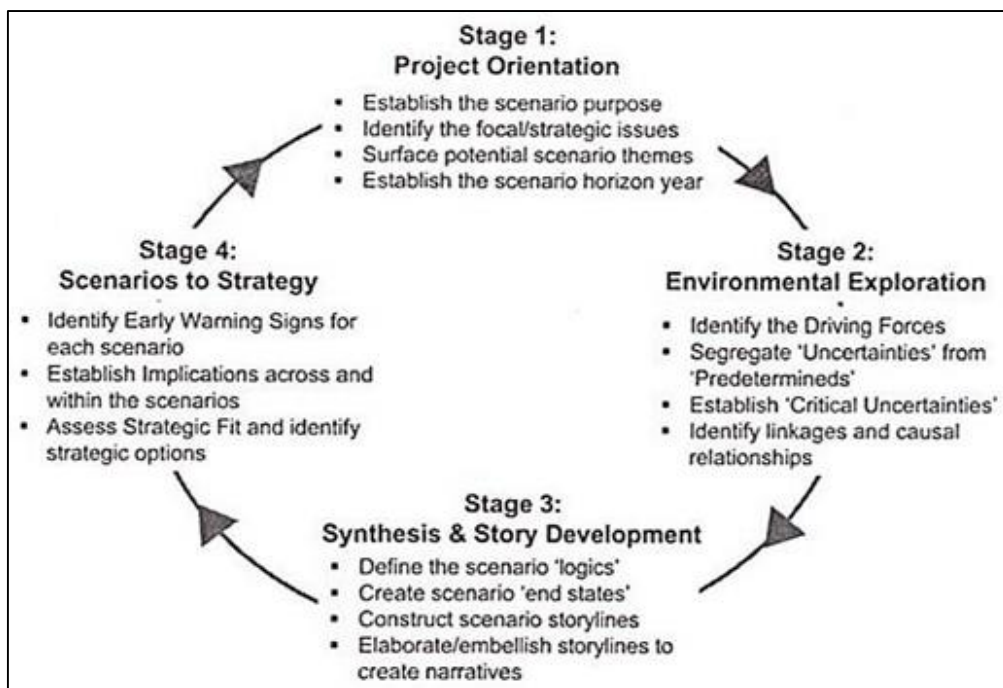 Stage 1:
Project Orientation
▪ Establish the scenario purpose
▪ Identify the focal/strategic issues
▪ Surface potential scenario themes
▪ Establish the scenario horizon year
Stage 2:
Environmental Exploration
▪ Identify the Driving Forces
▪ Segregate 'Uncertainties' from
'Predetermineds'
▪ Establish 'Critical Uncertainties'
▪ Identify linkages and causal
relationships
Stage 3:
Synthesis & Story Development
▪ Define the scenario 'logics'
▪ Create scenario 'end states'
▪ Construct scenario storylines
▪ Elaborate/embellish storylines to
create narratives
Stage 4:
Scenarios to Strategy
▪ Identify Early Warning Signs for
each scenario
▪ Establish Implications across and
within the scenarios
▪ Assess Strategic Fit and identify
strategic options